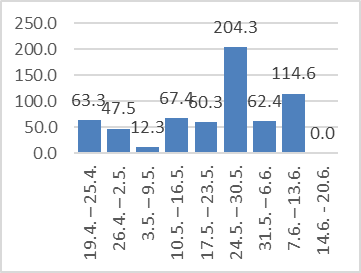 250.0
200.0
150.0
100.0
50.0
0.0
63.3
47.5
12.3
67.4
60.3
204.3
62.4
114.6
0.0
19.4. – 25.4.
26.4. – 2.5.
3.5. – 9.5.
10.5. – 16.5.
17.5. – 23.5.
24.5. – 30.5.
31.5. – 6.6.
7.6. – 13.6.
14.6. - 20.6.